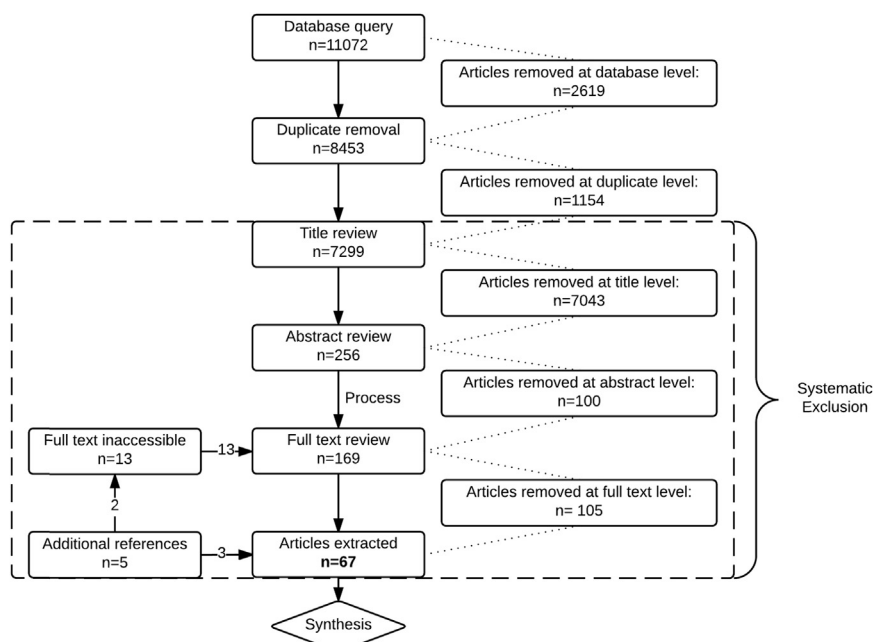 Database query
n=11072
Articles removed at database level:
n=2619
Duplicate removal
n=8453
Articles removed at duplicate level:
n=1154
Title review
n=7299
Articles removed at title level:
n=7043
Abstract review
n=256
Articles removed at abstract level:
n=100
Process
Systematic
Exclusion
Full text inaccessible
n=13
13
Full text review
n=169
Articles removed at full text level:
n= 105
2
Additional references
n=5
3
Articles extracted
n=67
Synthesis